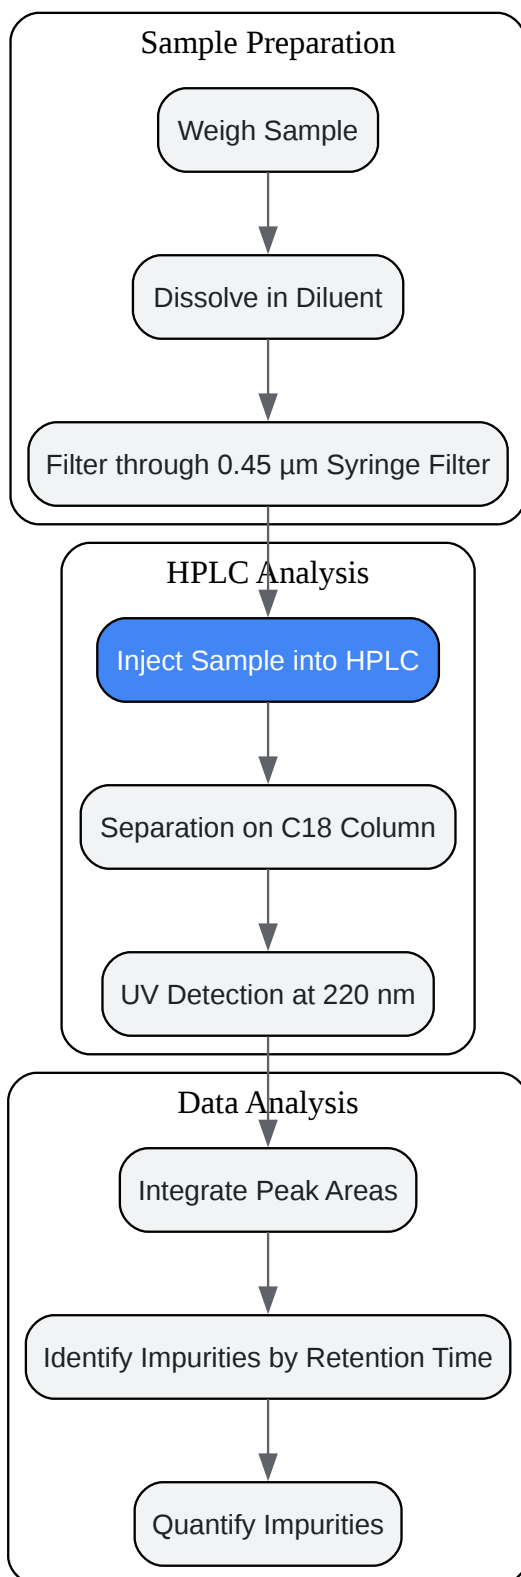 Sample Preparation
Weigh Sample
Dissolve in Diluent
Filter through 0.45 µm Syringe Filter
HPLC Analysis
Inject Sample into HPLC
Separation on C18 Column
UV Detection at 220 nm
Data Analysis
Integrate Peak Areas
Identify Impurities by Retention Time
Quantify Impurities